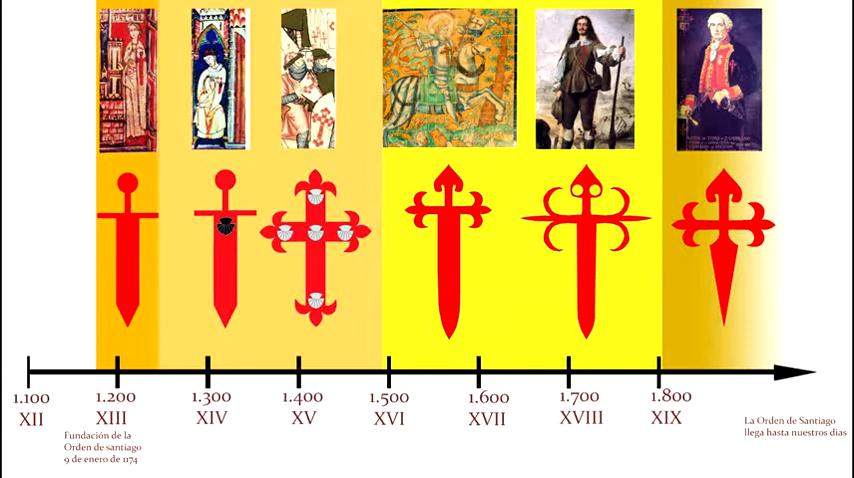 1.100 1.200 1.300 1.400 1.500 1.600 1.700 1.800
XII XIII XIV XV XVI XVII XVIII XIX
Fundación de la
Orden de santiago
9 de enero de 1174
La Orden de Santiago
llega hasta nuestros dias